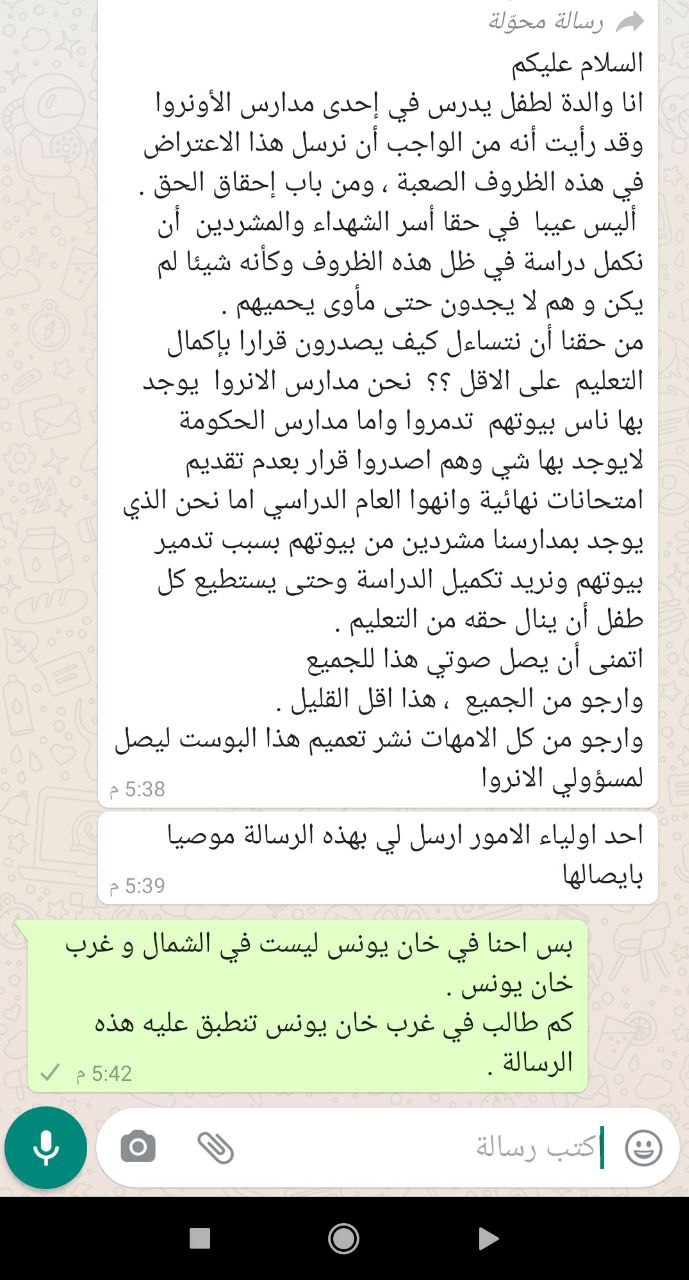 رسالة محوّلة
السلام عليكم
انا والدة لطفل يدرس في إحدى مدارس الأونروا
وقد رأيت أنه من الواجب أن نرسل هذا الاعتراض
في هذه الظروف الصعبة ، ومن باب إحقاق الحق .
أليس عيبا في حقا أسر الشهداء والمشردين أن
نكمل دراسة في ظل هذه الظروف وكأنه شيئا لم
يكن و هم لا يجدون حتى مأوى يحميهم .
من حقنا أن نتساءل كيف يصدرون قرارا بإكمال
التعليم على الاقل ؟؟ نحن مدارس الانروا يوجد
بها ناس بيوتهم تدمروا واما مدارس الحكومة
لايوجد بها شي وهم اصدروا قرار بعدم تقديم
امتحانات نهائية وانهوا العام الدراسي اما نحن الذي
يوجد بمدارسنا مشردين من بيوتهم بسبب تدمير
بيوتهم ونريد تكميل الدراسة وحتى يستطيع كل
طفل أن ينال حقه من التعليم .
اتمنى أن يصل صوتي هذا للجميع
وارجو من الجميع ، هذا اقل القليل .
وارجو من كل الامهات نشر تعميم هذا البوست ليصل
لمسؤولي الانروا
5:38 م
احد اولياء الامور ارسل لي بهذه الرسالة موصيا
بايصالها
5:39 م
بس احنا في خان يونس ليست في الشمال و غرب
خان يونس .
كم طالب في غرب خان يونس تنطبق عليه هذه
الرسالة .
5:42 م
اكتب رسالة